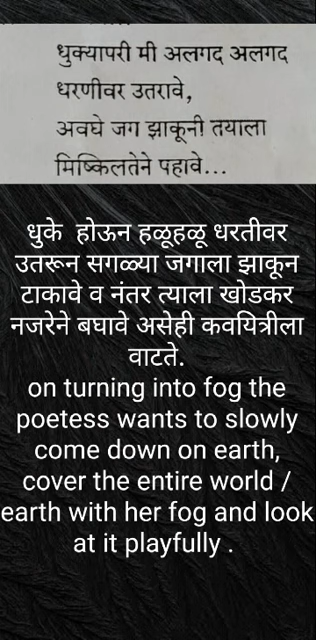 धुक्यापरी मी अलगद अलगद
धरणीवर उतरावे,
अवघे जग झाकूनी तयाला
मिष्किलतेने पहावे...
धुके होऊन हळूहळू धरतीवर
उतरून सगळ्या जगाला झाकून
टाकावे व नंतर त्याला खोडकर
नजरेने बघावे असेही कवयित्रीला
वाटते.
on turning into fog the
poetess wants to slowly
come down on earth,
cover the entire world /
earth with her fog and look
at it playfully .